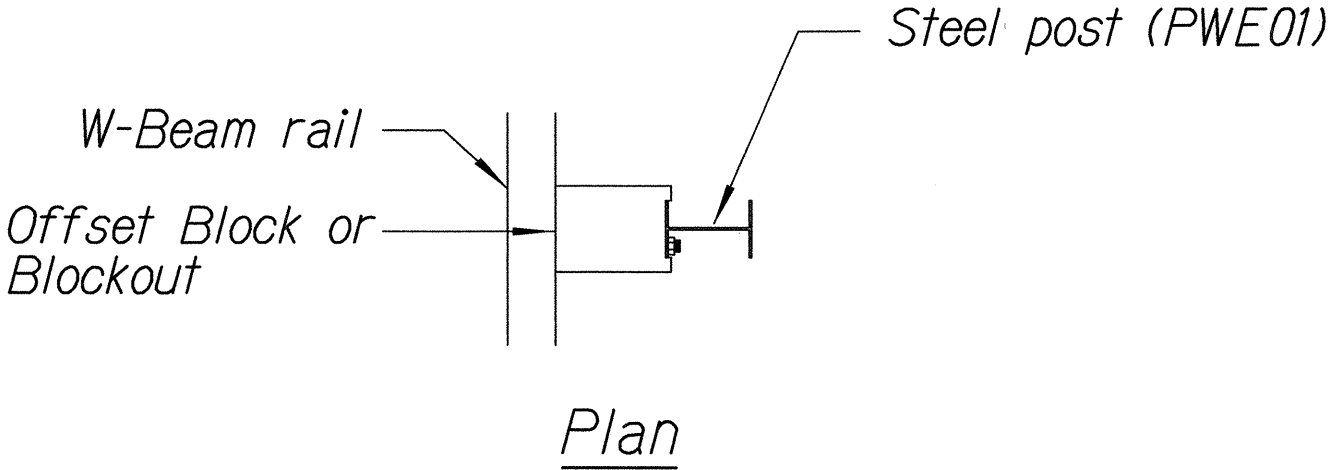 Steel post (PWE01)
W-Beam rail
Offset Block or
Blockout
Plan